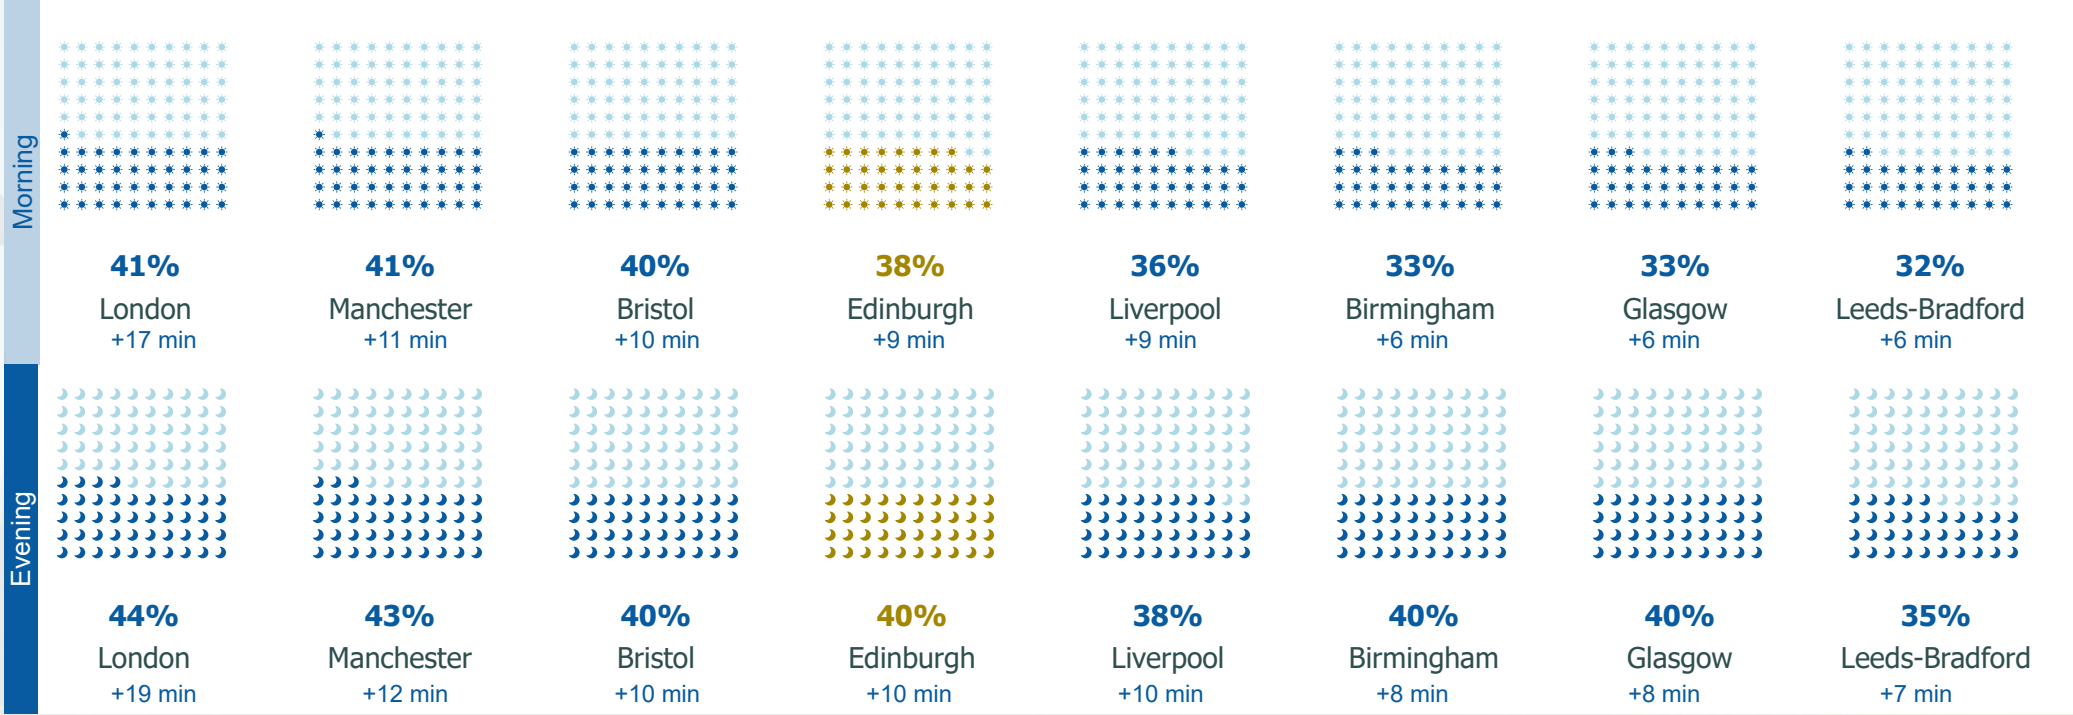 Morning
41% 41% 40% 38% 36% 33% 33% 32%
London Manchester Bristol Edinburgh Liverpool Birmingham Glasgow Leeds-Bradford
+17 min +11 min +10 min +9 min +9 min +6 min +6 min +6 min
Evening
44% 43% 40% 40% 38% 40% 40% 35%
London Manchester Bristol Edinburgh Liverpool Birmingham Glasgow Leeds-Bradford
+19 min +12 min +10 min +10 min +10 min +8 min +8 min +7 min